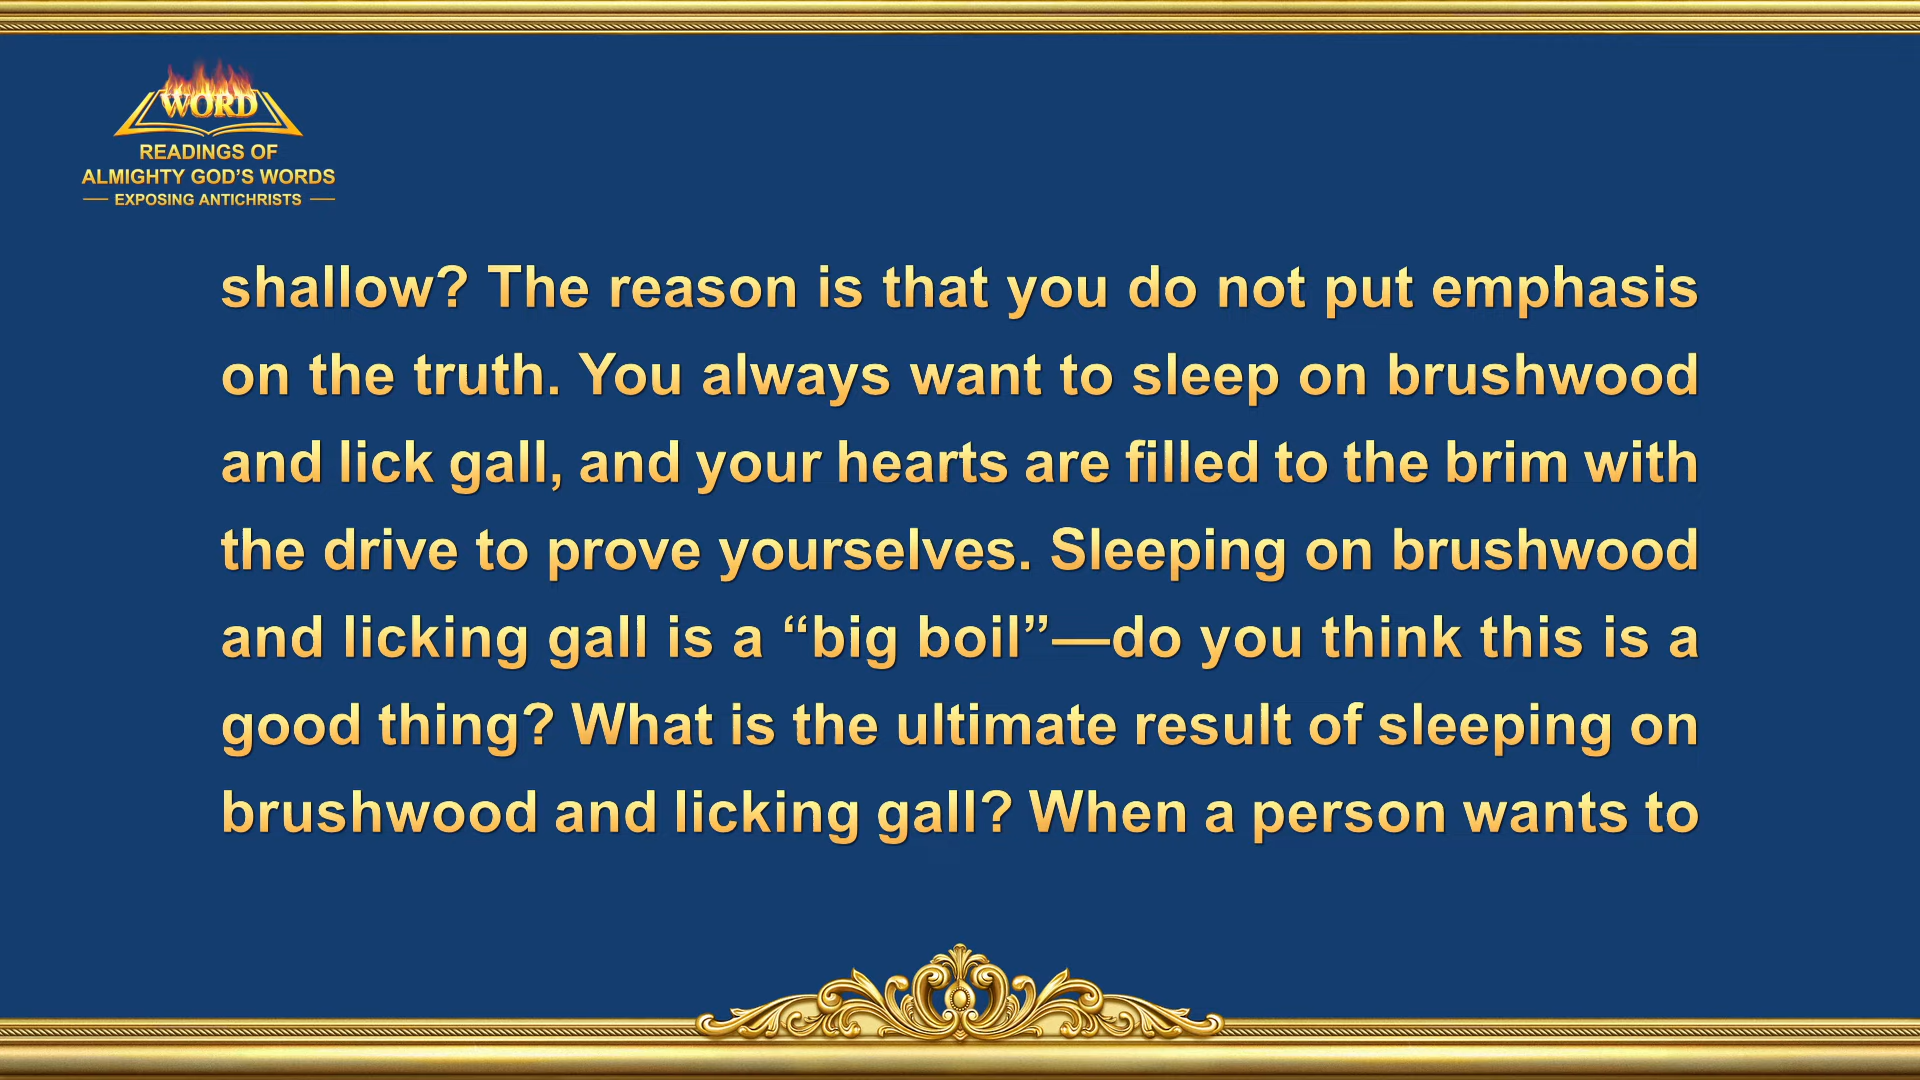 WORD
READINGS OF
ALMIGHTY GOD’S WORDS
EXPOSING ANTICHRISTS
shallow? The reason is that you do not put emphasis
on the truth. You always want to sleep on brushwood
and lick gall, and your hearts are filled to the brim with
the drive to prove yourselves. Sleeping on brushwood
and licking gall is a “big boil”—do you think this is a
good thing? What is the ultimate result of sleeping on
brushwood and licking gall? When a person wants to